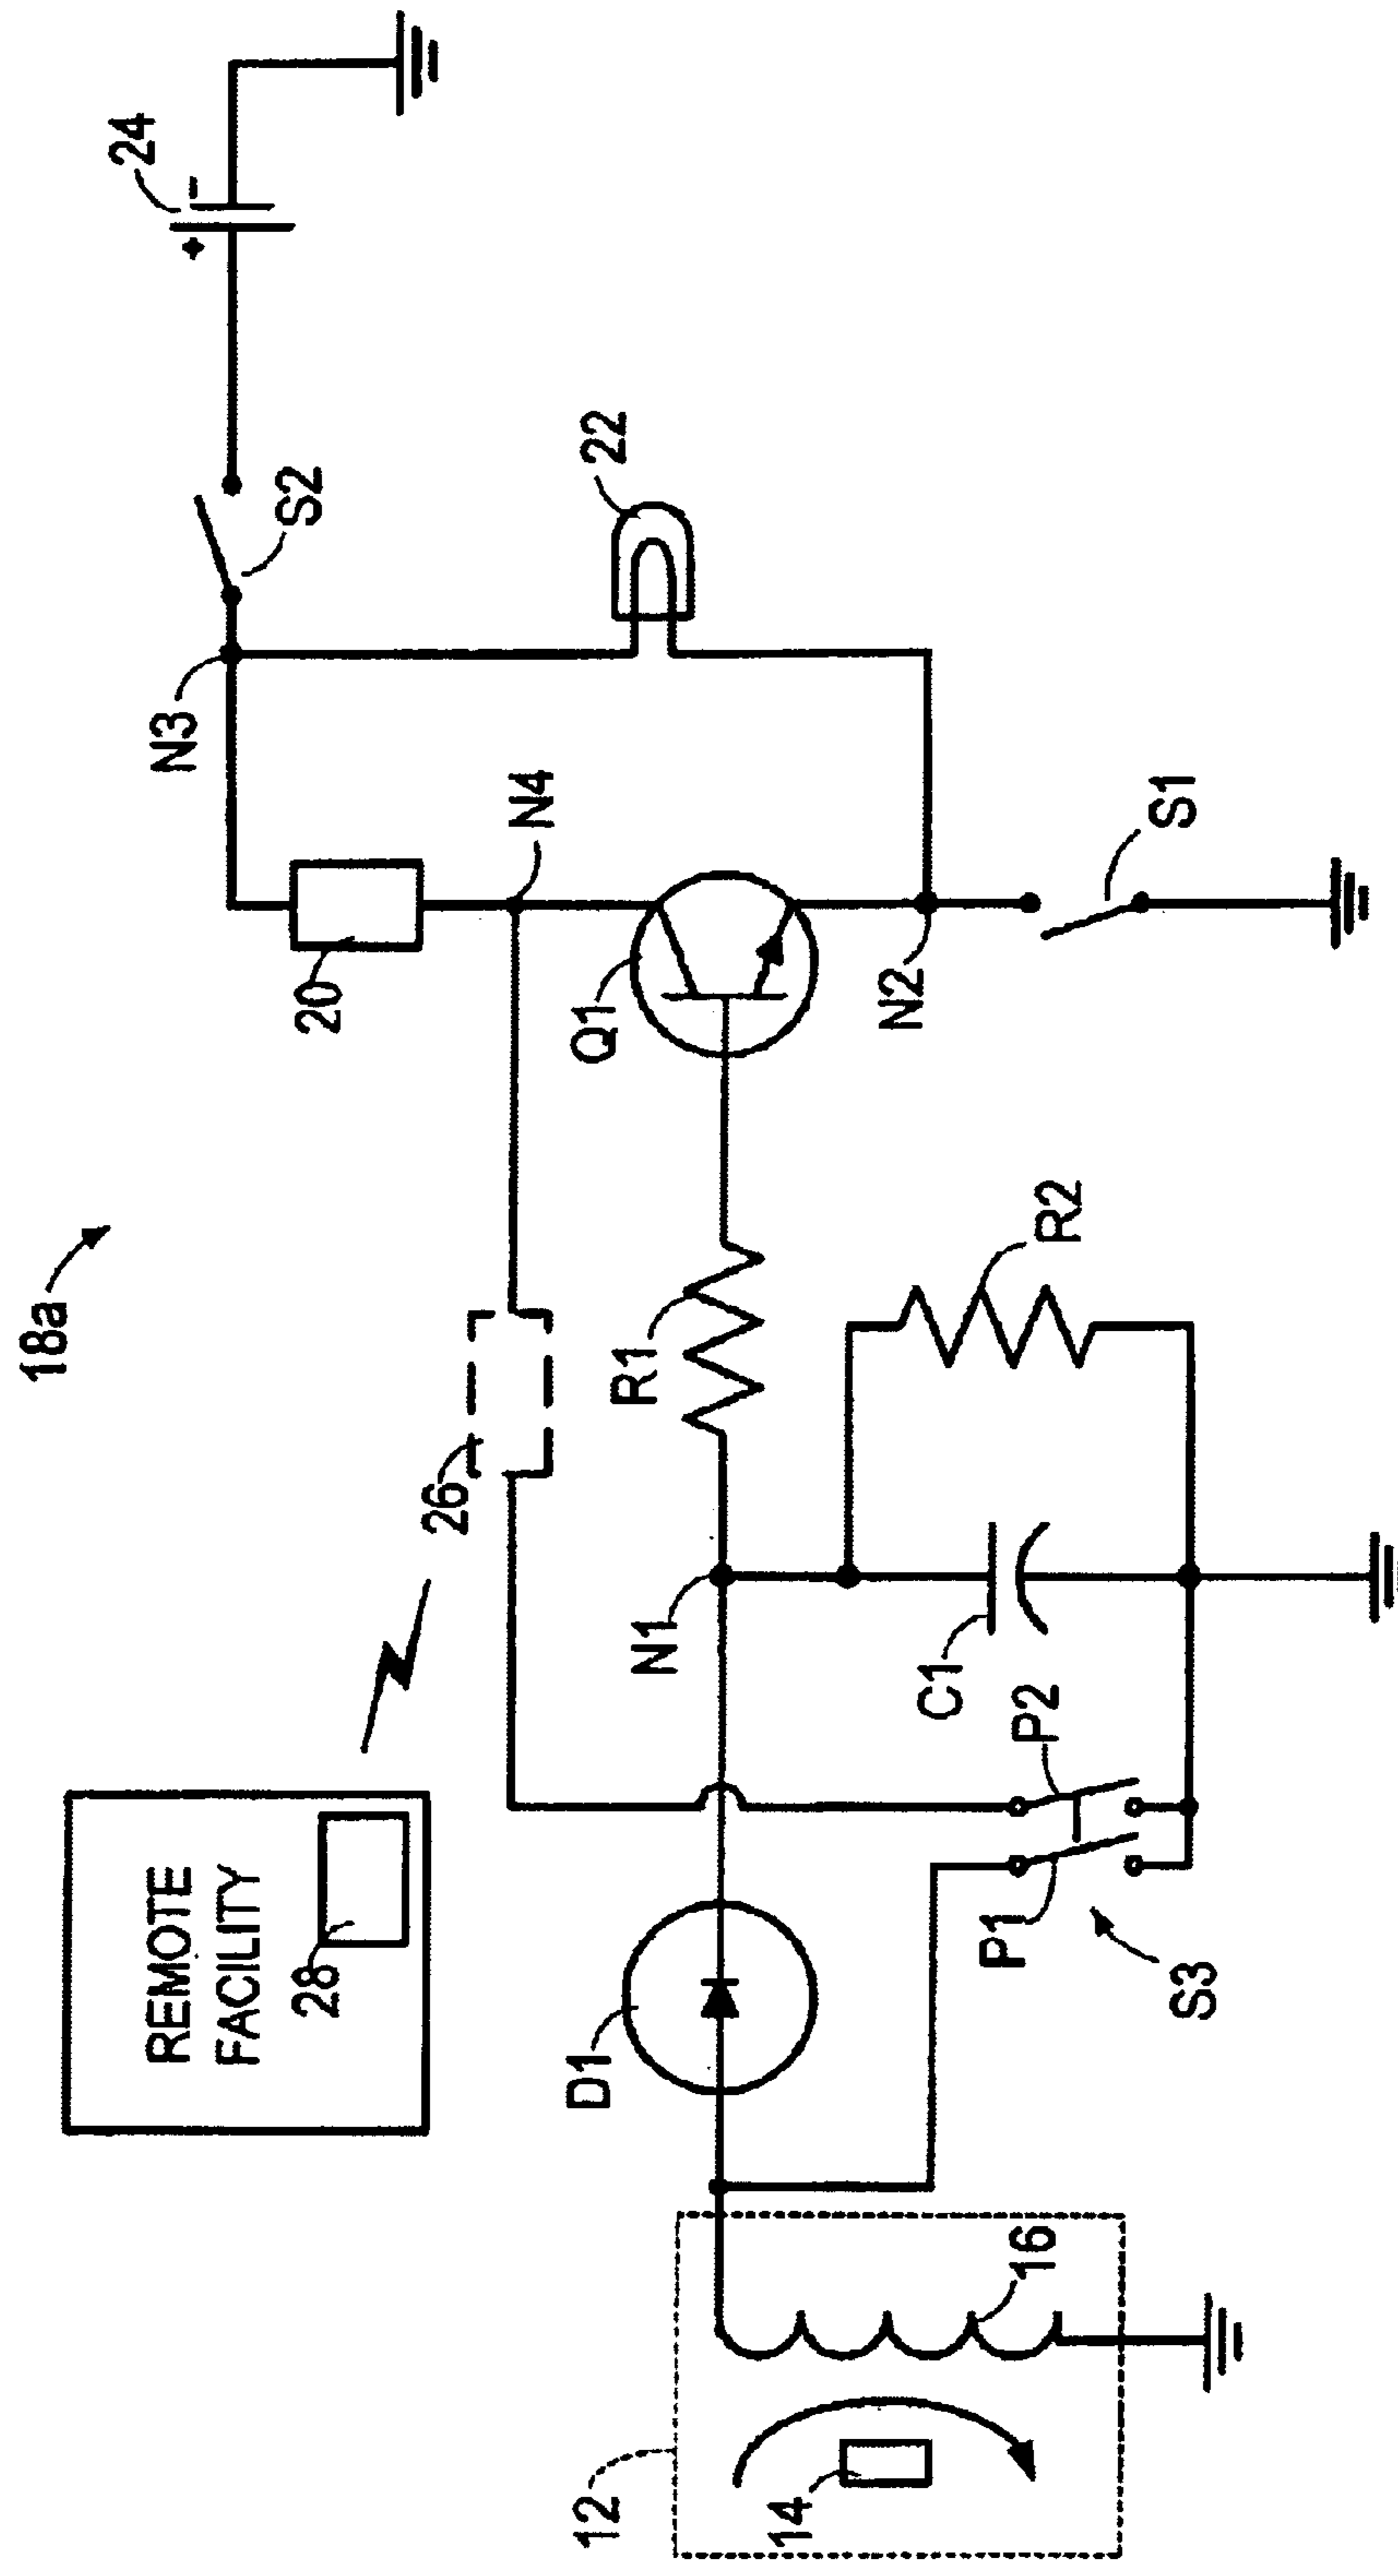 18a
REMOTE
FACILITY
28
26
24
+ -
N3
S2
20
N4
22
Q1
N2
S1
R1
R2
N1
C1
D1
P1
P2
S3
12
14
16